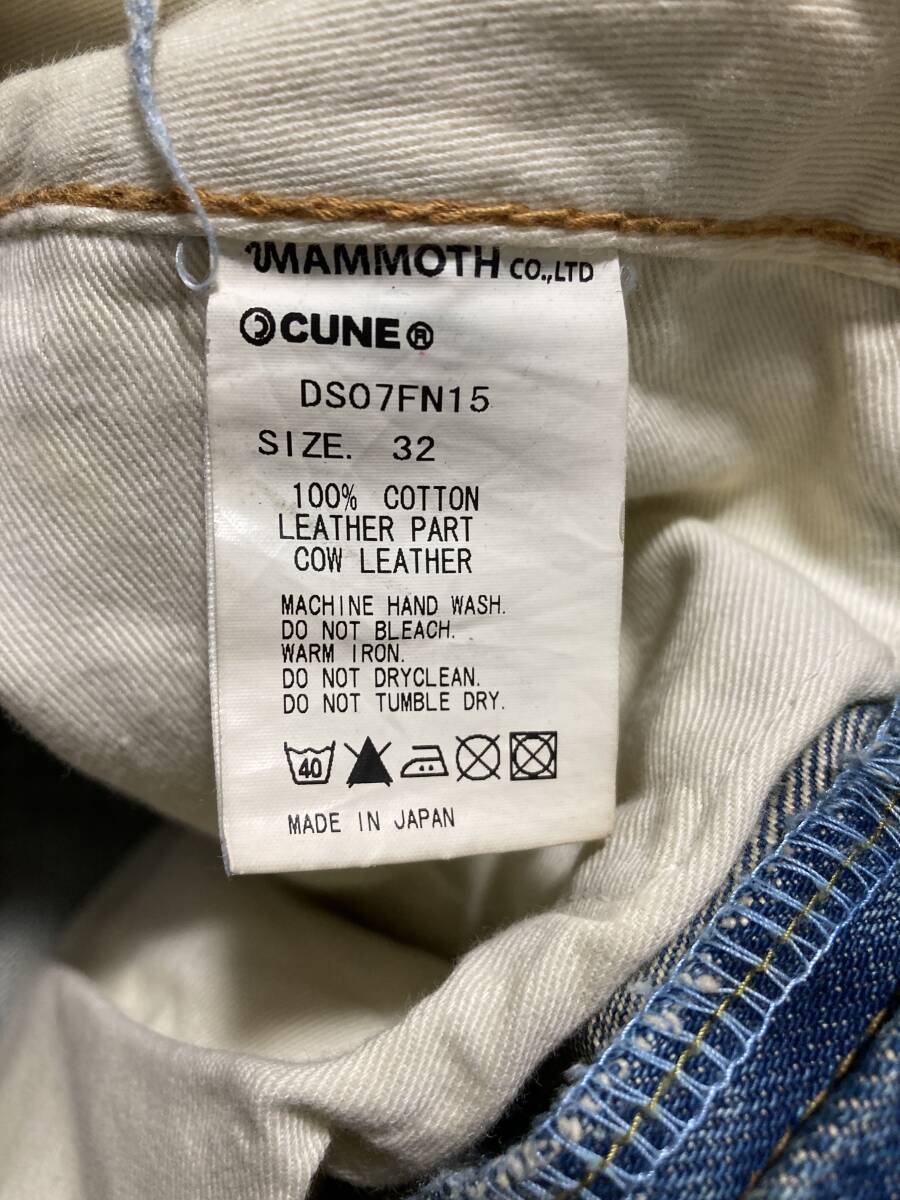 MAMMOTH CO.,LTD
CUNE®
DS07FN15
SIZE. 32
100% COTTON
LEATHER PART
COW LEATHER
MACHINE HAND WASH.
DO NOT BLEACH.
WARM IRON.
DO NOT DRYCLEAN.
DO NOT TUMBLE DRY.
40
MADE IN JAPAN